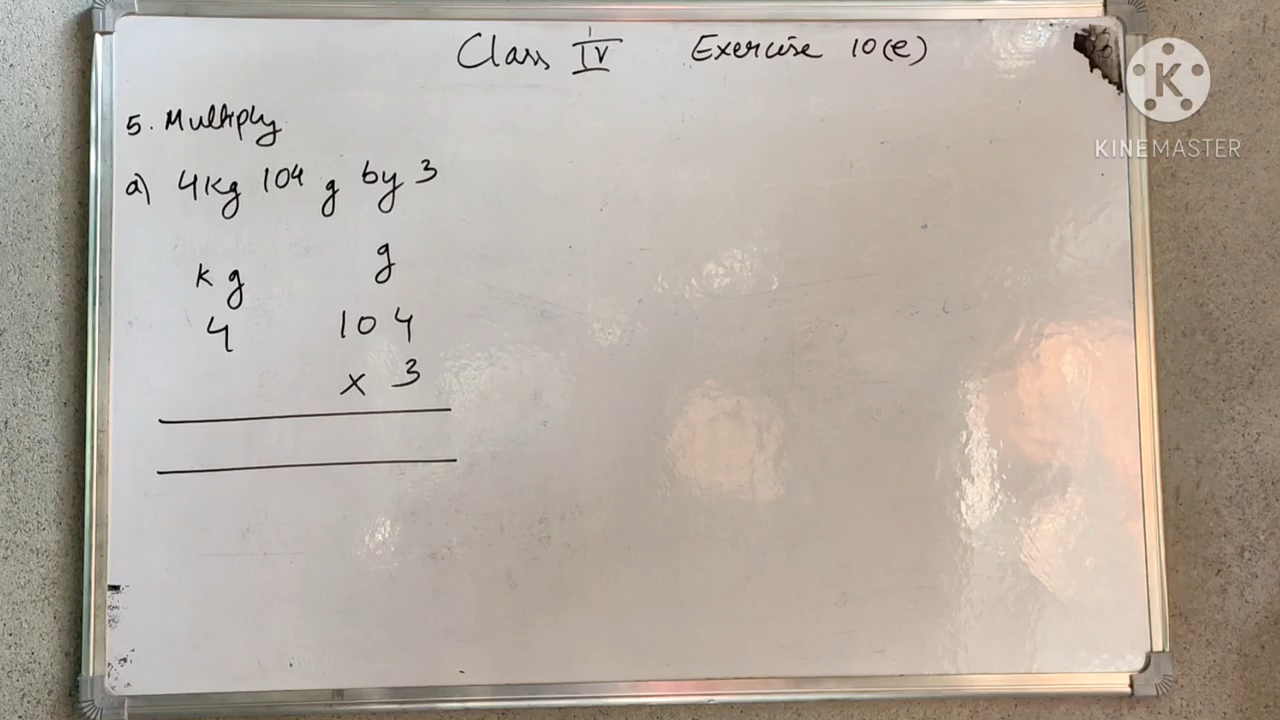 Class IV Exercise 10(e)
K
KINEMASTER
5. Multiply
a) 4Kg 104 g by 3
kg g
4 104
x 3